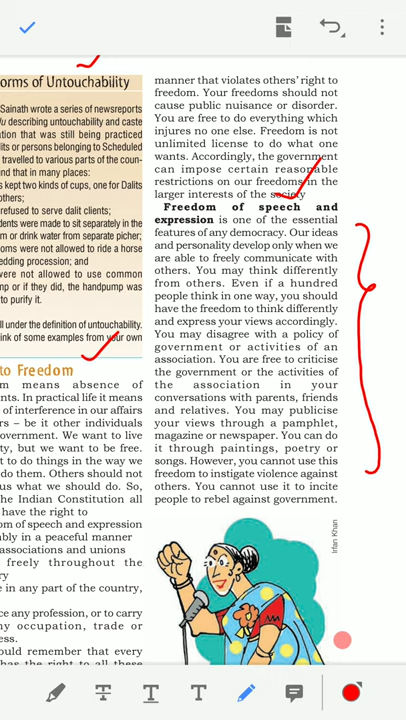 orms of Untouchability
Sainath wrote a series of newsreports
du describing untouchability and caste
ation that was still being practiced
lits or persons belonging to Scheduled
travelled to various parts of the coun-
nd that in many places:
s kept two kinds of cups, one for Dalits
others;
refused to serve dalit clients;
dents were made to sit separately in the
om or drink water from separate picher;
oms were not allowed to ride a horse
edding procession; and
were not allowed to use common
mp or if they did, the handpump was
to purify it.
ll under the definition of untouchability.
ink of some examples from your own
to Freedom
m means absence of
nts. In practical life it means
of interference in our affairs
rs – be it other individuals
overnment. We want to live
ty, but we want to be free.
t to do things in the way we
do them. Others should not
us what we should do. So,
he Indian Constitution all
have the right to
om of speech and expression
bly in a peaceful manner
associations and unions
freely throughout the
ry
e in any part of the country,
ce any profession, or to carry
ny occupation, trade or
ess.
ould remember that every
has the right to all these
manner that violates others' right to
freedom. Your freedoms should not
cause public nuisance or disorder.
You are free to do everything which
injures no one else. Freedom is not
unlimited license to do what one
wants. Accordingly, the government
can impose certain reasonable
restrictions on our freedoms in the
larger interests of the society
Freedom of speech and
expression is one of the essential
features of any democracy. Our ideas
and personality develop only when we
are able to freely communicate with
others. You may think differently
from others. Even if a hundred
people think in one way, you should
have the freedom to think differently
and express your views accordingly.
You may disagree with a policy of
government or activities of an
association. You are free to criticise
the government or the activities of
the association in your
conversations with parents, friends
and relatives. You may publicise
your views through a pamphlet,
magazine or newspaper. You can do
it through paintings, poetry or
songs. However, you cannot use this
freedom to instigate violence against
others. You cannot use it to incite
people to rebel against government.
Irfan Khan